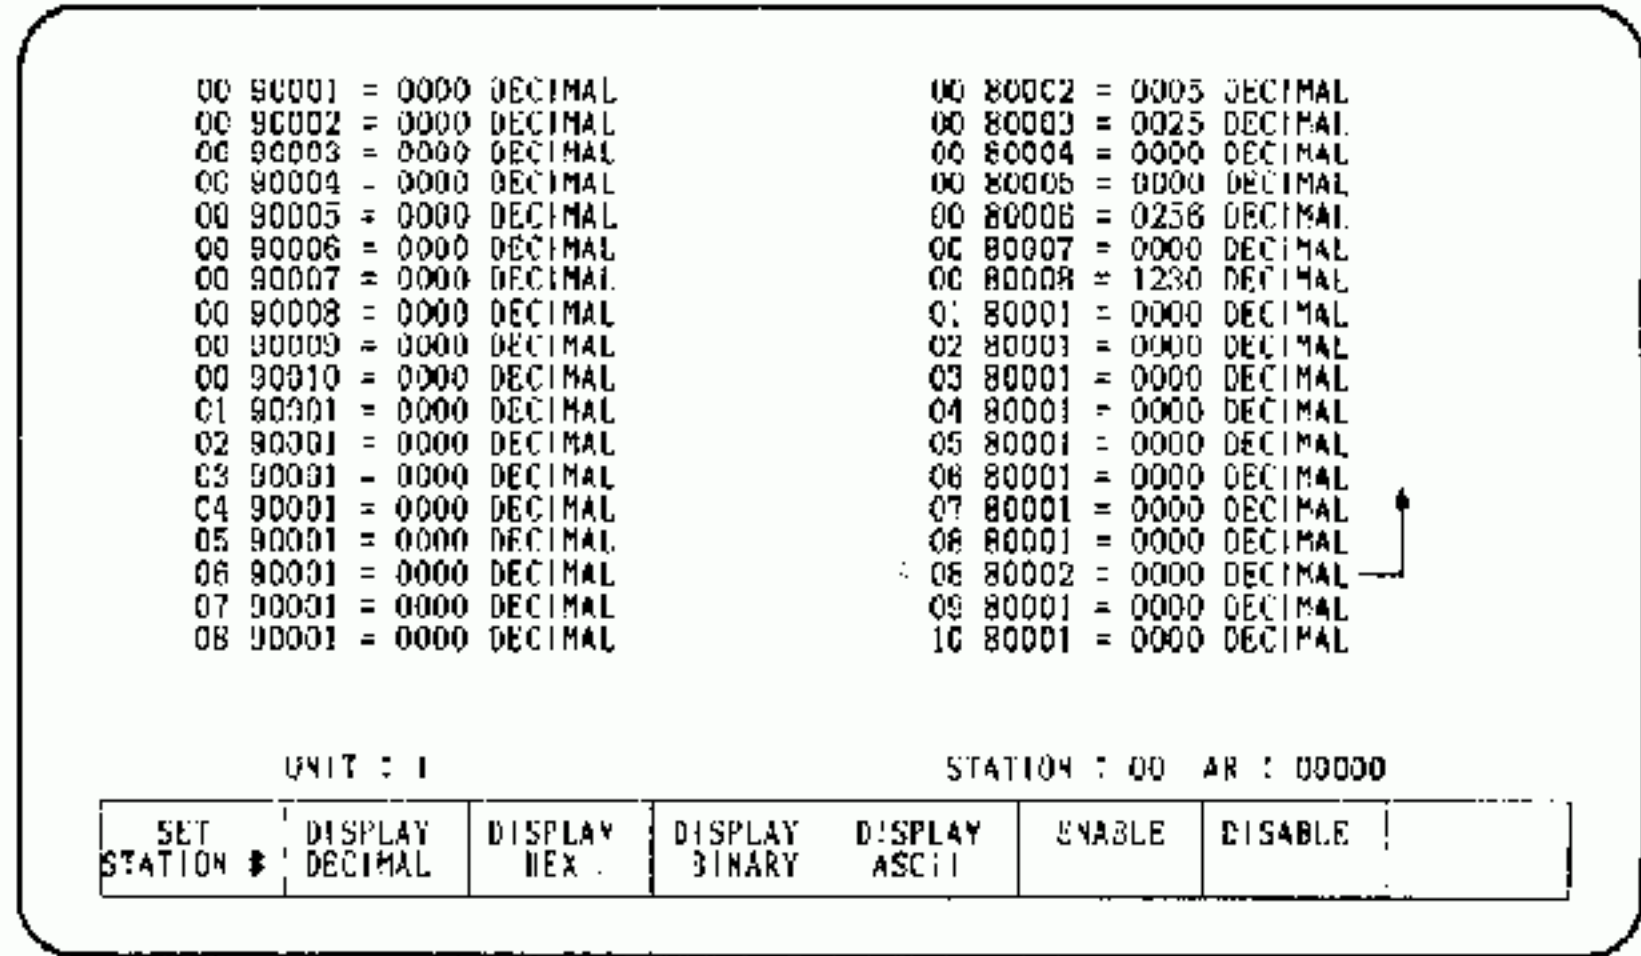 00 90001 = 0000 DECIMAL
00 90002 = 0000 DECIMAL
00 90003 = 0000 DECIMAL
00 90004 = 0000 DECIMAL
00 90005 = 0000 DECIMAL
00 90006 = 0000 DECIMAL
00 90007 = 0000 DECIMAL
00 90008 = 0000 DECIMAL
00 90009 = 0000 DECIMAL
00 90010 = 0000 DECIMAL
01 90001 = 0000 DECIMAL
02 90001 = 0000 DECIMAL
03 90001 = 0000 DECIMAL
04 90001 = 0000 DECIMAL
05 90001 = 0000 DECIMAL
06 90001 = 0000 DECIMAL
07 90001 = 0000 DECIMAL
08 90001 = 0000 DECIMAL
00 80002 = 0005 DECIMAL
00 80003 = 0025 DECIMAL
00 80004 = 0000 DECIMAL
00 80005 = 0000 DECIMAL
00 80006 = 0256 DECIMAL
00 80007 = 0000 DECIMAL
00 80008 = 1280 DECIMAL
01 80001 = 0000 DECIMAL
02 80001 = 0000 DECIMAL
03 80001 = 0000 DECIMAL
04 80001 = 0000 DECIMAL
05 80001 = 0000 DECIMAL
06 80001 = 0000 DECIMAL
07 80001 = 0000 DECIMAL
08 80001 = 0000 DECIMAL
08 80002 = 0000 DECIMAL
09 80001 = 0000 DECIMAL
10 80001 = 0000 DECIMAL
UNIT : 1
STATION : 00 AR : 00000
SET
STATION #
DISPLAY
DECIMAL
DISPLAY
HEX
DISPLAY
BINARY
DISPLAY
ASCII
ENABLE
DISABLE